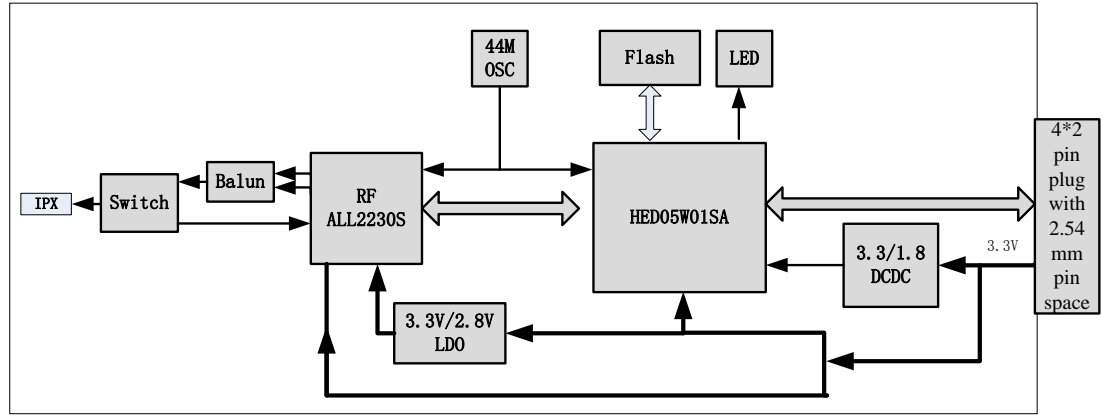 44M
OSC
Flash
LED
4*2
pin
plug
with
2.54
mm
pin
space
Balun
IPX
Switch
RF
ALL2230S
HED05W01SA
3.3V
3.3/1.8
DCDC
3.3V/2.8V
LDO